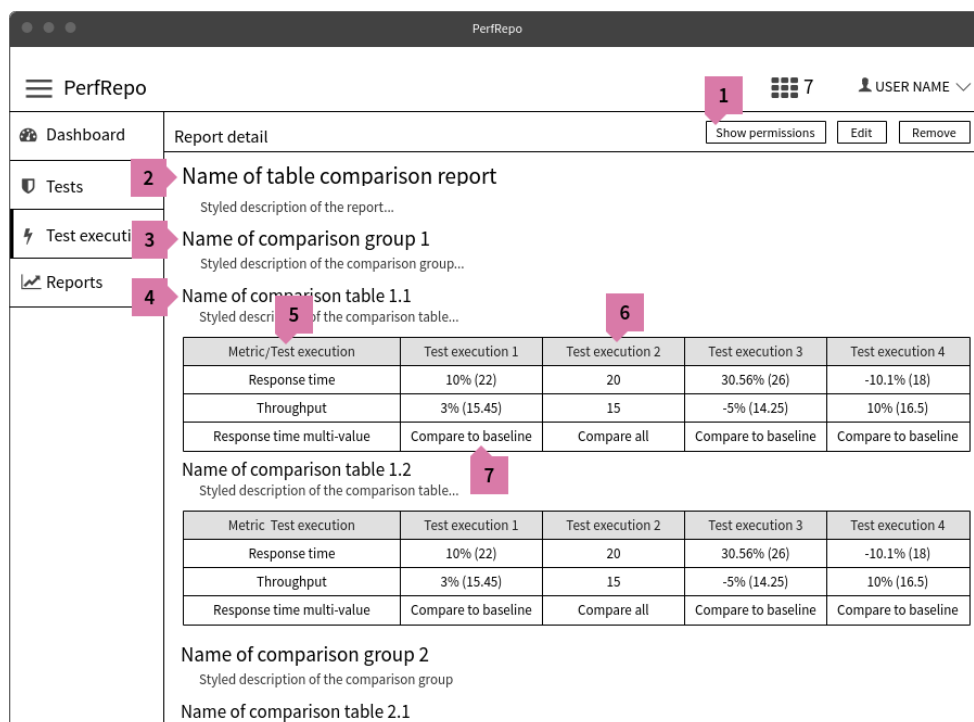 PerfRepo
PerfRepo
7
USER NAME
1
Dashboard
Report detail
Show permissions
Edit
Remove
Tests
2
Name of table comparison report
Styled description of the report...
Test executi
3
Name of comparison group 1
Styled description of the comparison group...
Reports
4
Name of comparison table 1.1
Styled description of the comparison table...
5
6
Metric/Test execution Test execution 1 Test execution 2 Test execution 3 Test execution 4
Response time 10% (22) 20 30.56% (26) -10.1% (18)
Throughput 3% (15.45) 15 -5% (14.25) 10% (16.5)
Response time multi-value Compare to baseline Compare all Compare to baseline Compare to baseline
7
Name of comparison table 1.2
Styled description of the comparison table...
Metric Test execution Test execution 1 Test execution 2 Test execution 3 Test execution 4
Response time 10% (22) 20 30.56% (26) -10.1% (18)
Throughput 3% (15.45) 15 -5% (14.25) 10% (16.5)
Response time multi-value Compare to baseline Compare all Compare to baseline Compare to baseline
Name of comparison group 2
Styled description of the comparison group
Name of comparison table 2.1